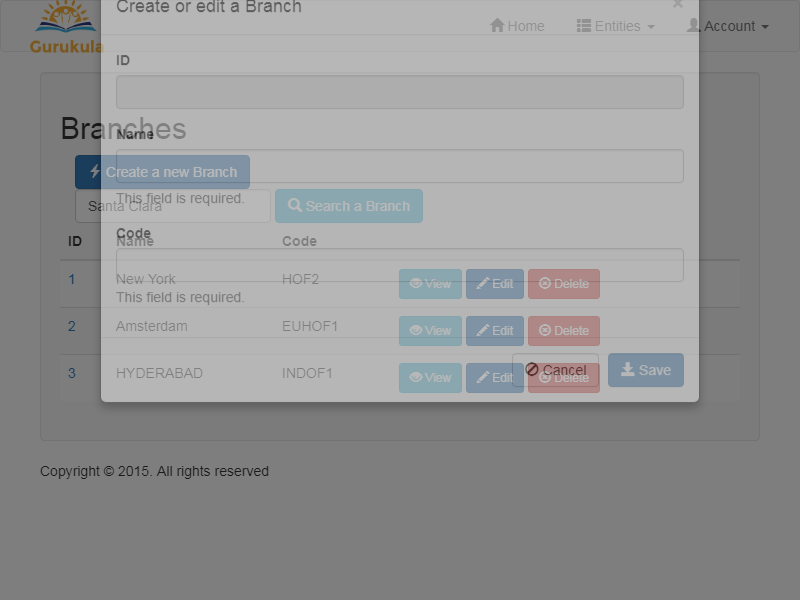 Create or edit a Branch ×
Gurukula
Home Entities Account
ID
Branches
Name
Create a new Branch
This field is required.
Santa Clara Search a Branch
Code
ID Name Code
1 New York HOF2 View Edit Delete
This field is required.
2 Amsterdam EUHOF1 View Edit Delete
3 HYDERABAD INDOF1 View Edit Delete
Cancel Save
Copyright © 2015. All rights reserved